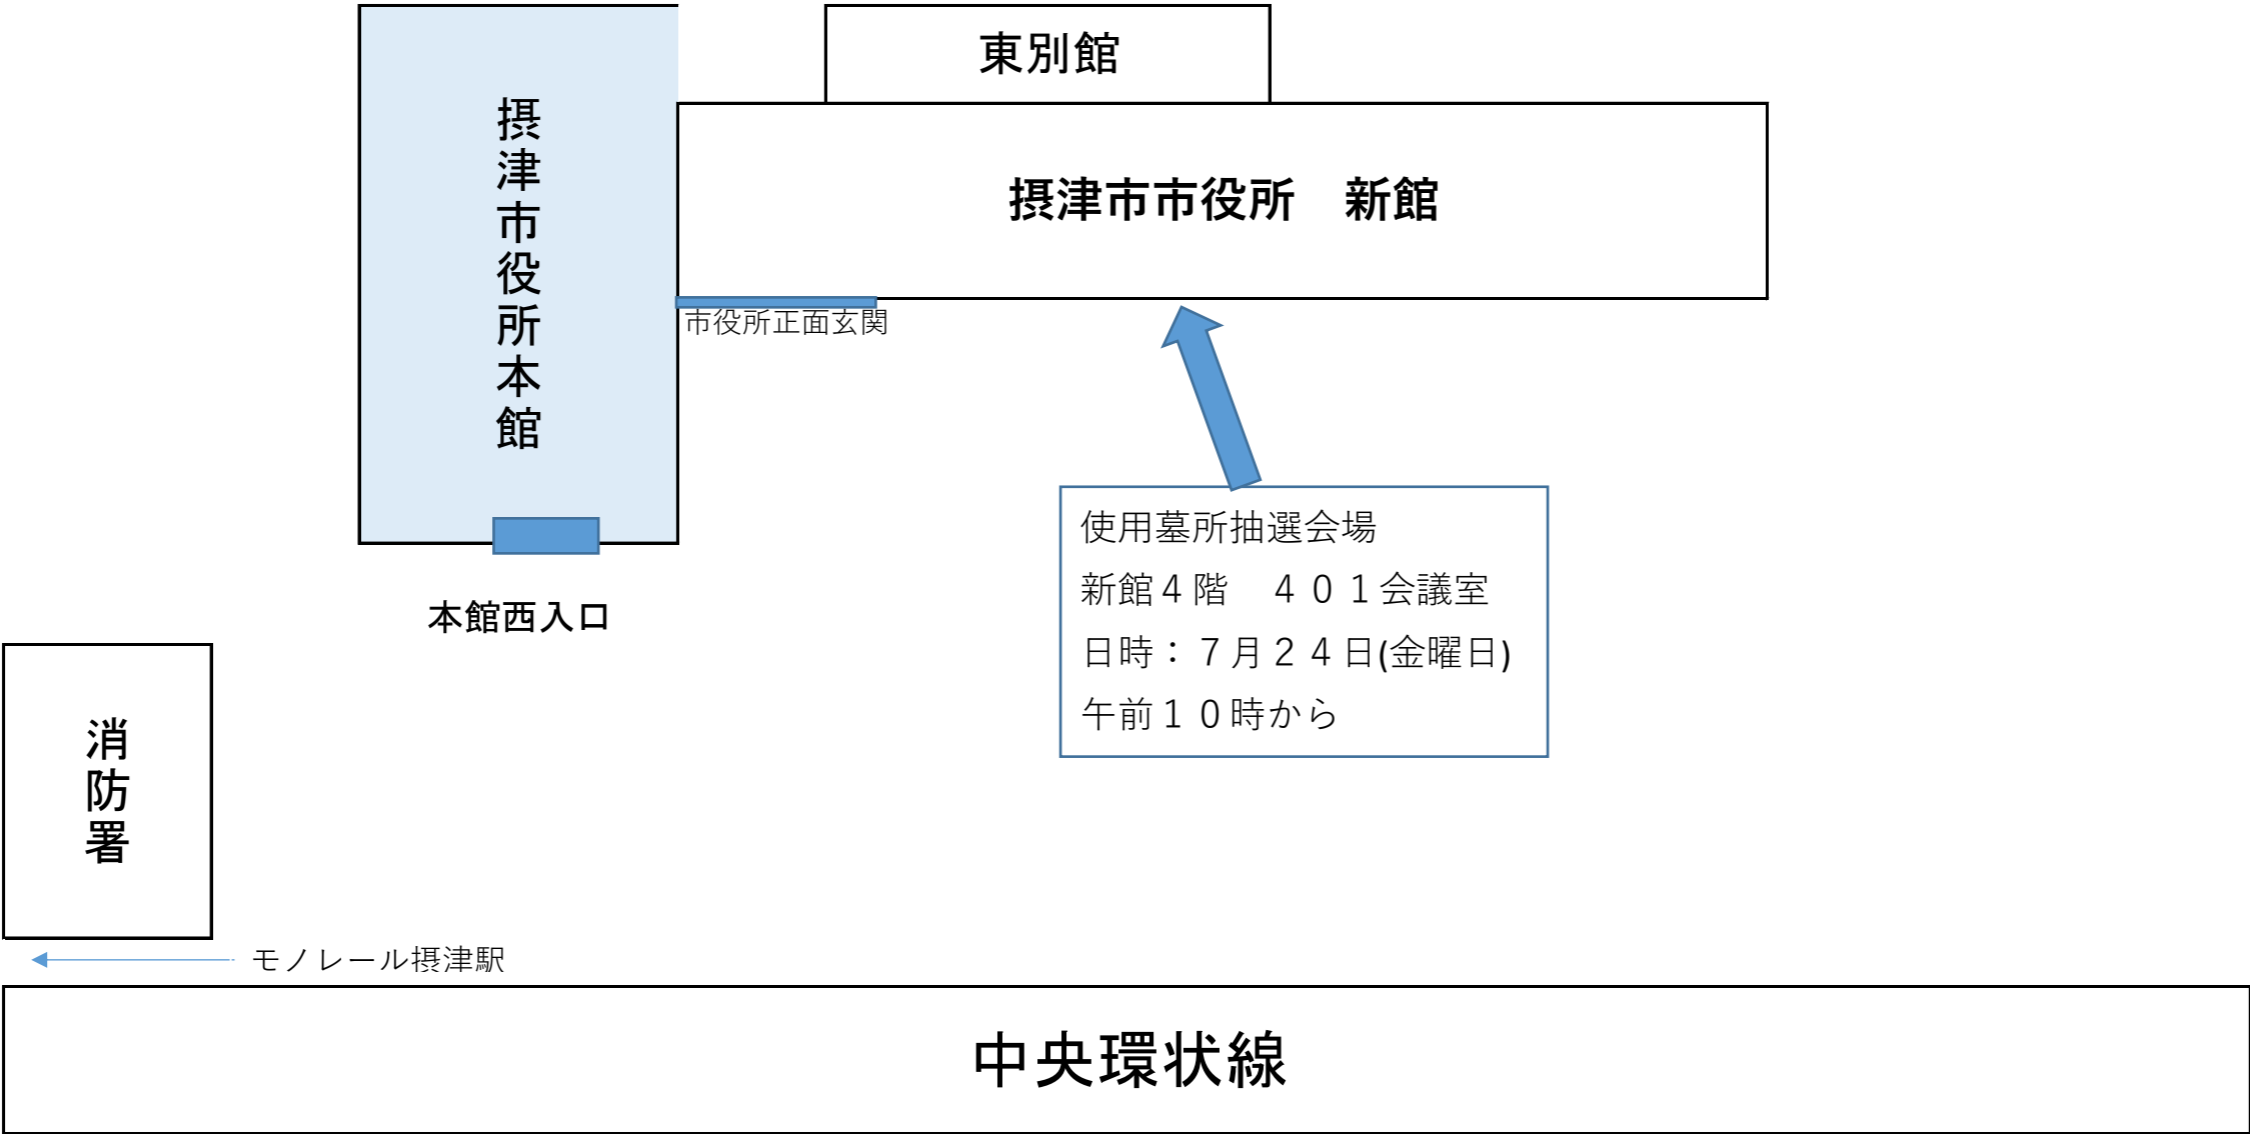 東別館
摂津市役所本館
摂津市市役所　新館
市役所正面玄関
使用墓所抽選会場
新館４階　４０１会議室
日時：７月２４日(金曜日)
午前１０時から
本館西入口
消防署
モノレール摂津駅
中央環状線